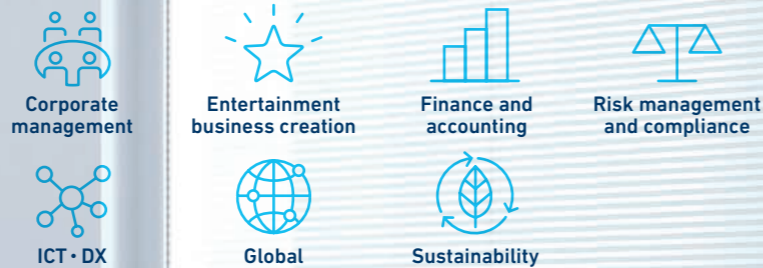 Corporate
management
Entertainment
business creation
Finance and
accounting
Risk management
and compliance
ICT・DX
Global
Sustainability